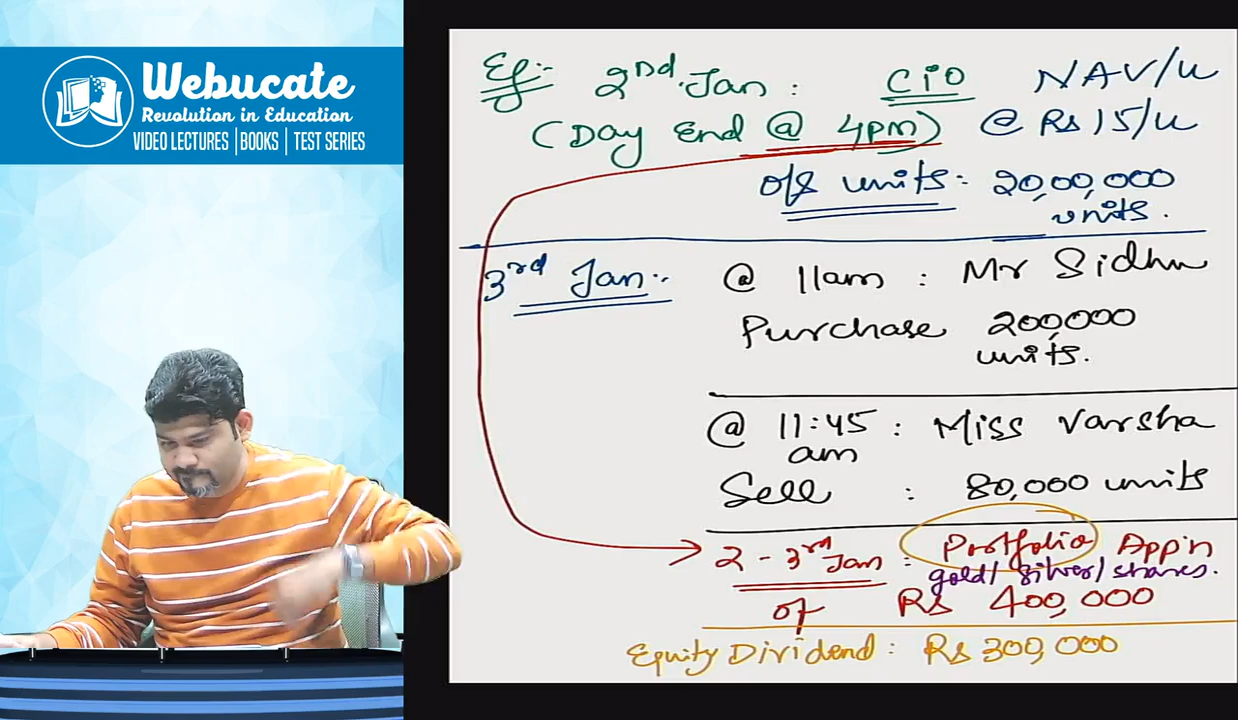 Webucate
Revolution in Education
VIDEO LECTURES | BOOKS | TEST SERIES
Eg:- 2nd Jan: CIO NAV/u
(Day End @ 4pm) @ Rs 15/u
o/s units: 20,00,000
units.
3rd Jan:- @ 11am : Mr Sidhu
Purchase 200,000
units.
@ 11:45 : Miss Varsha
am
Sell : 80,000 units
2 - 3rd Jan : Portfolio App'n
gold/ silver/ shares.
of Rs 400,000
Equity Dividend: Rs 300,000